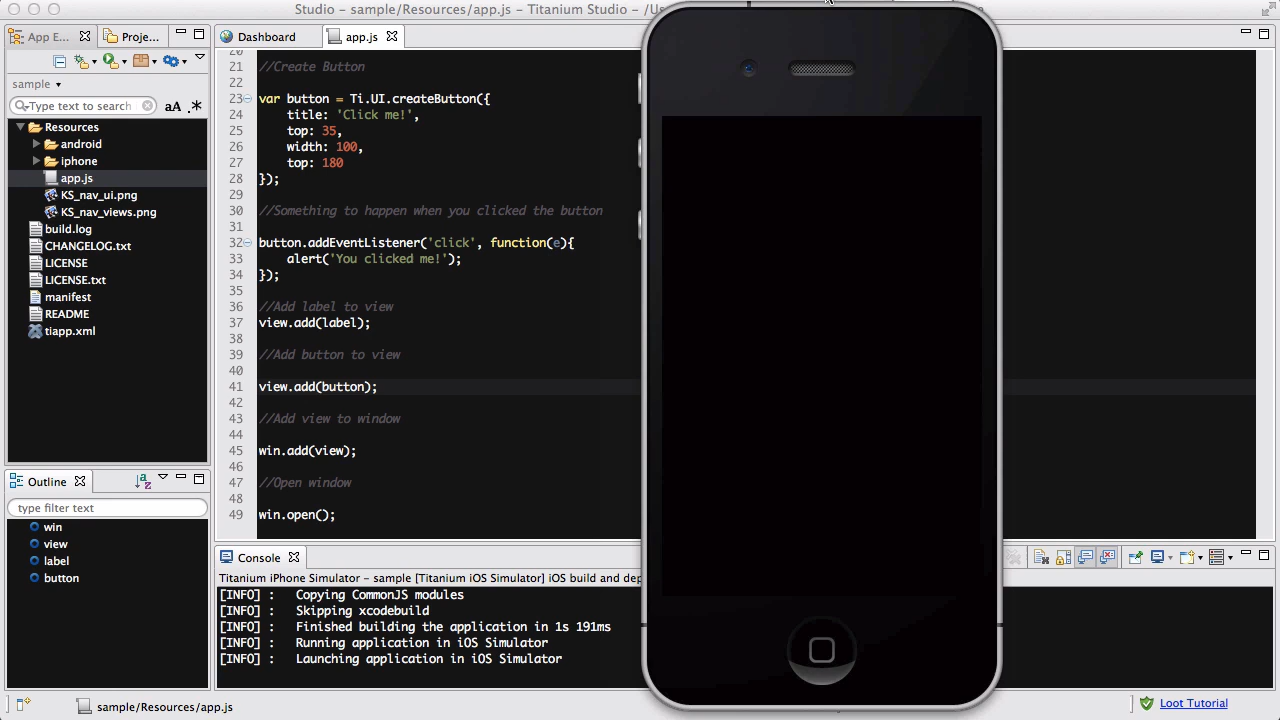 Studio - sample/Resources/app.js - Titanium Studio - /Us
App E...
Proje...
sample
Type text to search
aA .*
Resources
android
iphone
app.js
KS_nav_ui.png
KS_nav_views.png
build.log
CHANGELOG.txt
LICENSE
LICENSE.txt
manifest
README
tiapp.xml
Outline
type filter text
win
view
label
button
Dashboard
app.js
20
21 //Create Button
22
23 var button = Ti.UI.createButton({
24 title: 'Click me!',
25 top: 35,
26 width: 100,
27 top: 180
28 });
29
30 //Something to happen when you clicked the button
31
32 button.addEventListener('click', function(e){
33 alert('You clicked me!');
34 });
35
36 //Add label to view
37 view.add(label);
38
39 //Add button to view
40
41 view.add(button);
42
43 //Add view to window
44
45 win.add(view);
46
47 //Open window
48
49 win.open();
Console
Titanium iPhone Simulator - sample [Titanium iOS Simulator] iOS build and dep
[INFO] : Copying CommonJS modules
[INFO] : Skipping xcodebuild
[INFO] : Finished building the application in 1s 191ms
[INFO] : Running application in iOS Simulator
[INFO] : Launching application in iOS Simulator
sample/Resources/app.js
Loot Tutorial